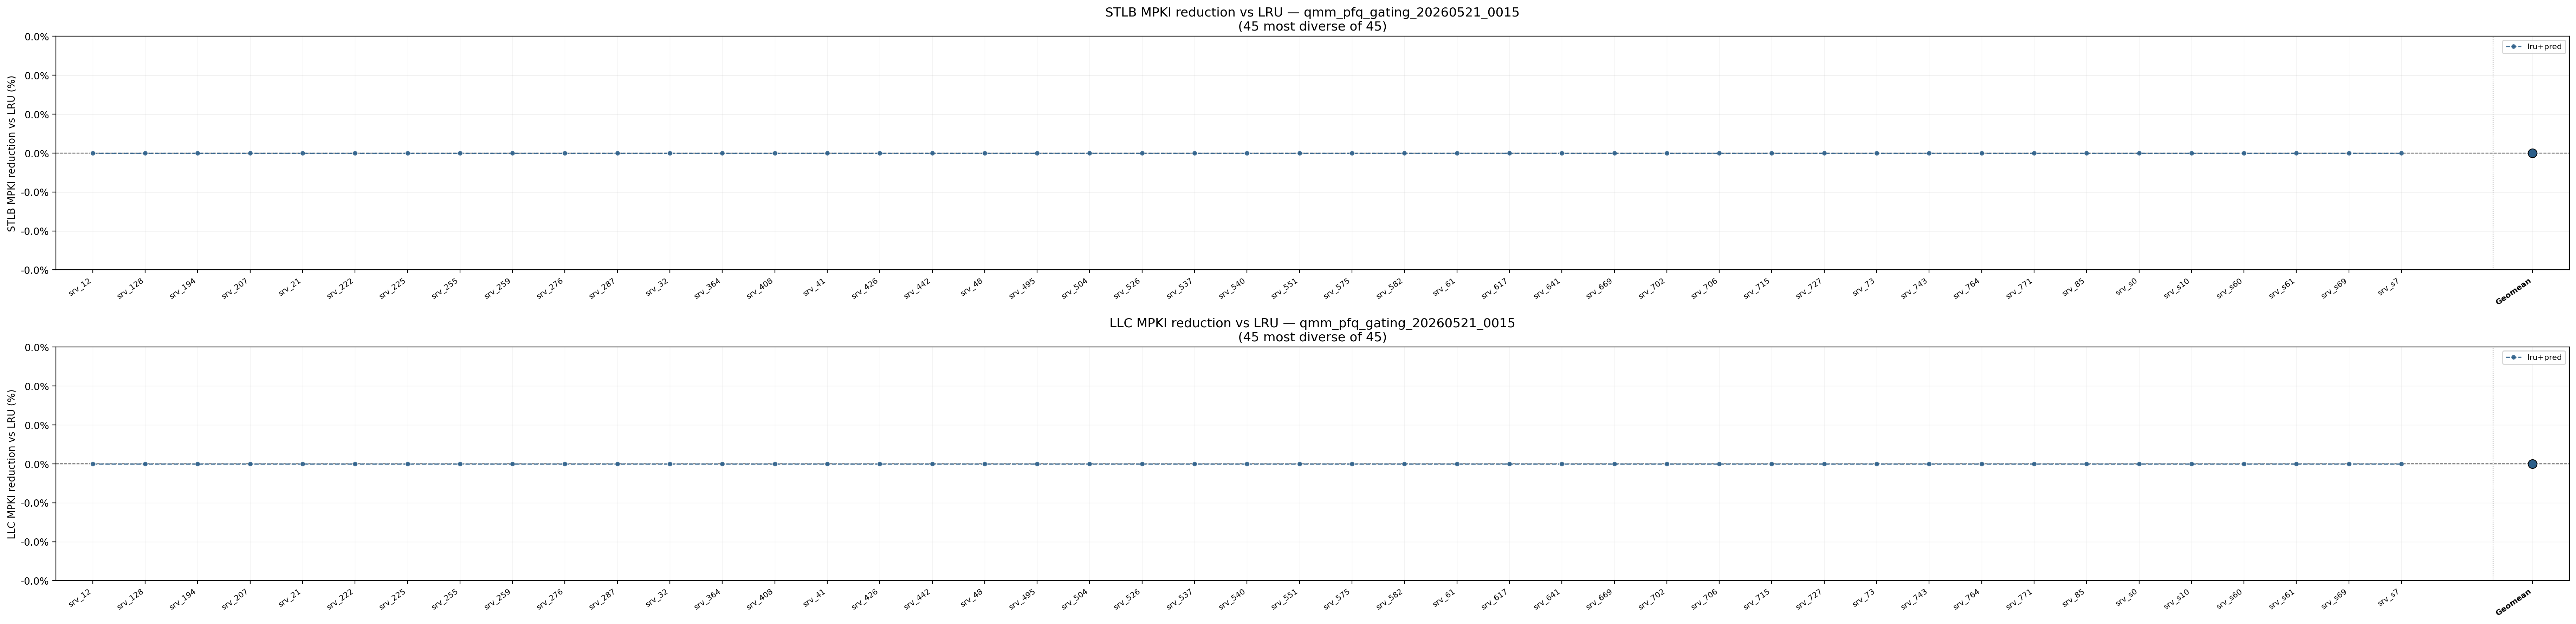 STLB MPKI reduction vs LRU — qmm_pfq_gating_20260521_0015
(45 most diverse of 45)
STLB MPKI reduction vs LRU (%)
0.0%
0.0%
0.0%
0.0%
-0.0%
-0.0%
-0.0%
lru+pred
srv_12
srv_128
srv_194
srv_207
srv_21
srv_222
srv_225
srv_255
srv_259
srv_276
srv_287
srv_32
srv_364
srv_408
srv_41
srv_426
srv_442
srv_48
srv_495
srv_504
srv_526
srv_537
srv_540
srv_551
srv_575
srv_582
srv_61
srv_617
srv_641
srv_669
srv_702
srv_706
srv_715
srv_727
srv_73
srv_743
srv_764
srv_771
srv_85
srv_s0
srv_s10
srv_s60
srv_s61
srv_s69
srv_s7
Geomean
LLC MPKI reduction vs LRU — qmm_pfq_gating_20260521_0015
(45 most diverse of 45)
LLC MPKI reduction vs LRU (%)
0.0%
0.0%
0.0%
0.0%
-0.0%
-0.0%
-0.0%
lru+pred
srv_12
srv_128
srv_194
srv_207
srv_21
srv_222
srv_225
srv_255
srv_259
srv_276
srv_287
srv_32
srv_364
srv_408
srv_41
srv_426
srv_442
srv_48
srv_495
srv_504
srv_526
srv_537
srv_540
srv_551
srv_575
srv_582
srv_61
srv_617
srv_641
srv_669
srv_702
srv_706
srv_715
srv_727
srv_73
srv_743
srv_764
srv_771
srv_85
srv_s0
srv_s10
srv_s60
srv_s61
srv_s69
srv_s7
Geomean